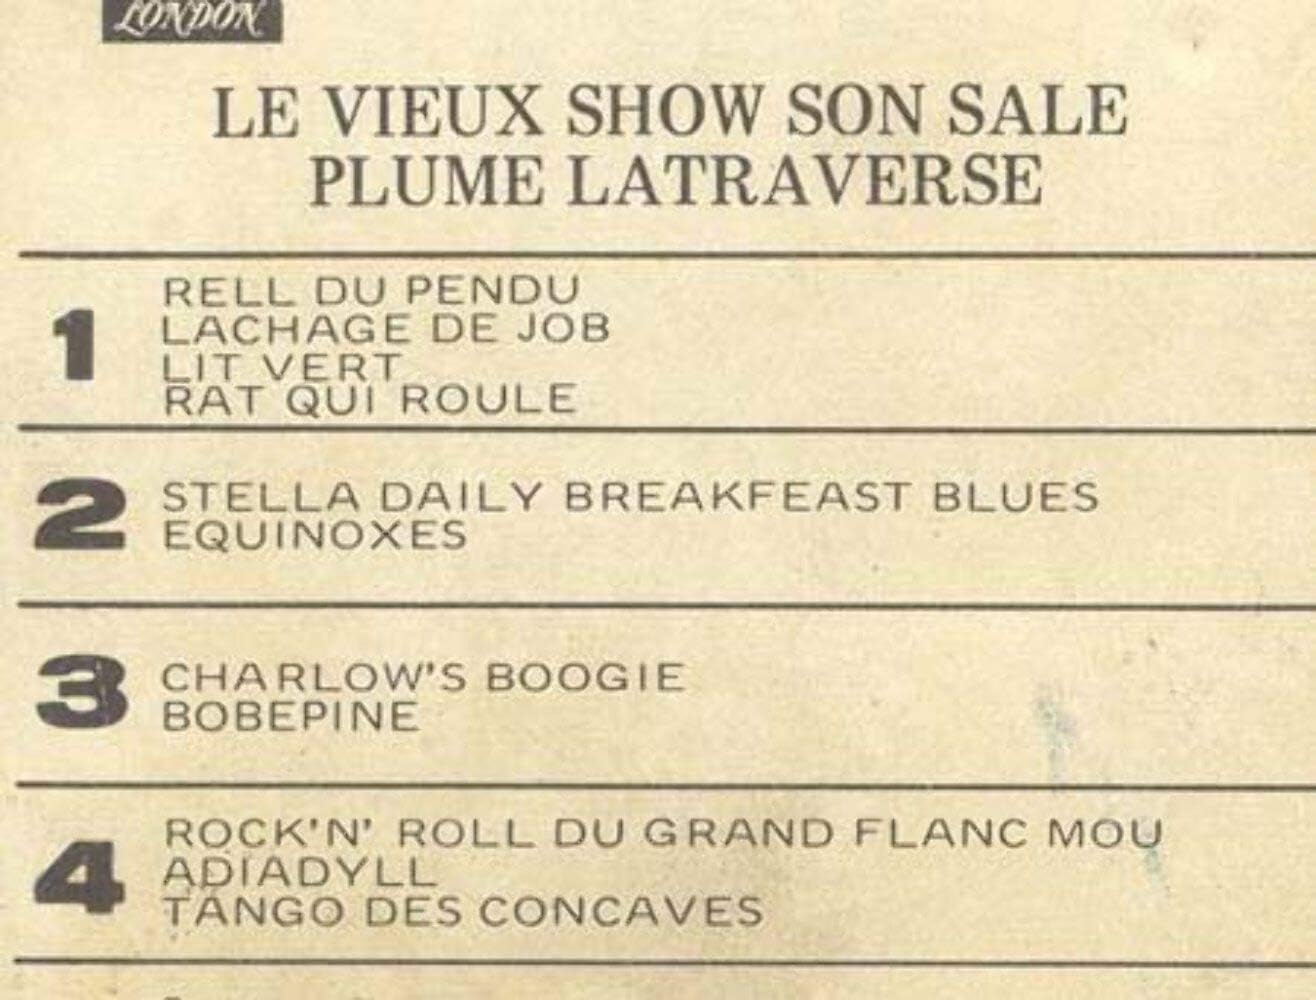 LONDON
LE VIEUX SHOW SON SALE
PLUME LATRAVERSE
1
RELL DU PENDU
LACHAGE DE JOB
LIT VERT
RAT QUI ROULE
2
STELLA DAILY BREAKFEAST BLUES
EQUINOXES
3
CHARLOW'S BOOGIE
BOBEPINE
4
ROCK'N' ROLL DU GRAND FLANC MOU
ADIADYLL
TANGO DES CONCAVES